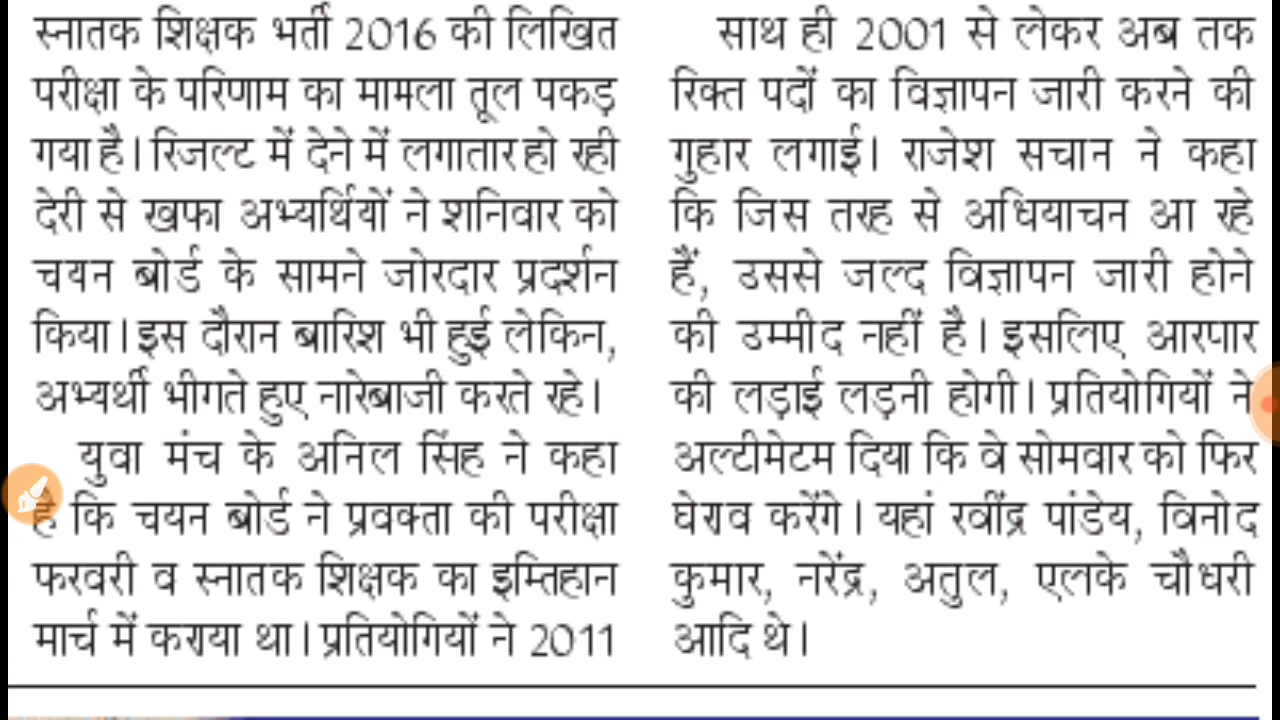 स्नातक शिक्षक भर्ती 2016 की लिखित
परीक्षा के परिणाम का मामला तूल पकड़
गया है। रिजल्ट में देने में लगातार हो रही
देरी से खफा अभ्यर्थियों ने शनिवार को
चयन बोर्ड के सामने जोरदार प्रदर्शन
किया। इस दौरान बारिश भी हुई लेकिन,
अभ्यर्थी भीगते हुए नारेबाजी करते रहे।
युवा मंच के अनिल सिंह ने कहा
है कि चयन बोर्ड ने प्रवक्ता की परीक्षा
फरवरी व स्नातक शिक्षक का इम्तिहान
मार्च में कराया था। प्रतियोगियों ने 2011
साथ ही 2001 से लेकर अब तक
रिक्त पदों का विज्ञापन जारी करने की
गुहार लगाई। राजेश सचान ने कहा
कि जिस तरह से अधियाचन आ रहे
हैं, उससे जल्द विज्ञापन जारी होने
की उम्मीद नहीं है। इसलिए आरपार
की लड़ाई लड़नी होगी। प्रतियोगियों ने
अल्टीमेटम दिया कि वे सोमवार को फिर
घेराव करेंगे। यहां रवींद्र पांडेय, विनोद
कुमार, नरेंद्र, अतुल, एलके चौधरी
आदि थे।